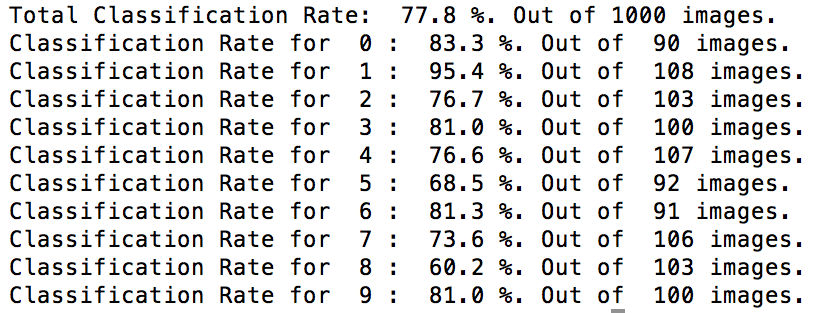 Total Classification Rate:  77.8 %. Out of 1000 images.
Classification Rate for  0 :  83.3 %. Out of  90 images.
Classification Rate for  1 :  95.4 %. Out of  108 images.
Classification Rate for  2 :  76.7 %. Out of  103 images.
Classification Rate for  3 :  81.0 %. Out of  100 images.
Classification Rate for  4 :  76.6 %. Out of  107 images.
Classification Rate for  5 :  68.5 %. Out of  92 images.
Classification Rate for  6 :  81.3 %. Out of  91 images.
Classification Rate for  7 :  73.6 %. Out of  106 images.
Classification Rate for  8 :  60.2 %. Out of  103 images.
Classification Rate for  9 :  81.0 %. Out of  100 images.